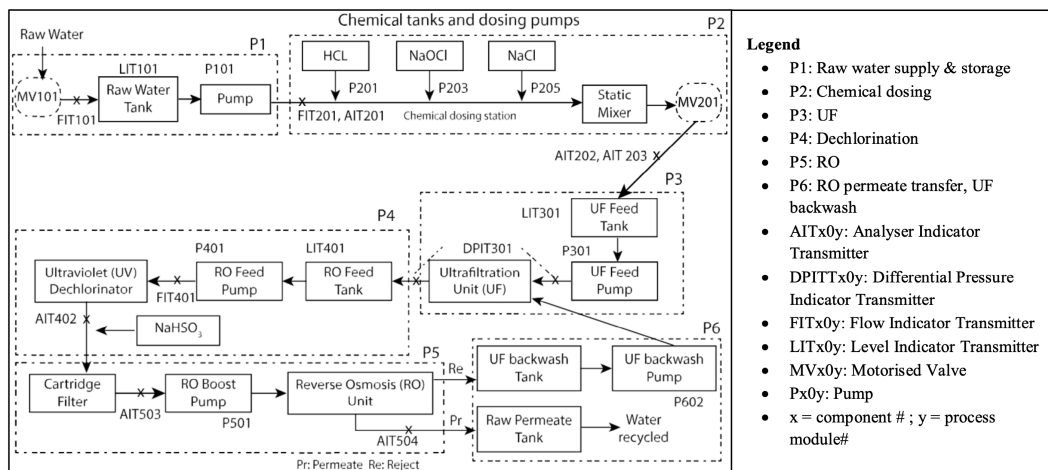 Chemical tanks and dosing pumps
P2
Raw Water
P1
HCL
NaOCl
NaCl
LIT101
P101
MV101
Raw Water
Tank
Pump
FIT101
P201
P203
P205
FIT201, AIT201
Chemical dosing station
Static
Mixer
MV201
AIT202, AIT 203
P3
LIT301
UF Feed
Tank
P4
P401
LIT401
DPIT301
P301
Ultraviolet (UV)
Dechlorinator
FIT401
RO Feed
Pump
RO Feed
Tank
Ultrafiltration
Unit (UF)
UF Feed
Pump
AIT402
NaHSO3
P6
P5
Cartridge
Filter
AIT503
RO Boost
Pump
P501
Reverse Osmosis (RO)
Unit
Re
UF backwash
Tank
UF backwash
Pump
P602
AIT504
Pr
Raw Permeate
Tank
Water
recycled
Pr: Permeate Re: Reject
Legend
• P1: Raw water supply & storage
• P2: Chemical dosing
• P3: UF
• P4: Dechlorination
• P5: RO
• P6: RO permeate transfer, UF
backwash
• AITx0y: Analyser Indicator
Transmitter
• DPITTx0y: Differential Pressure
Indicator Transmitter
• FITx0y: Flow Indicator Transmitter
• LITx0y: Level Indicator Transmitter
• MVx0y: Motorised Valve
• Px0y: Pump
• x = component # ; y = process
module#